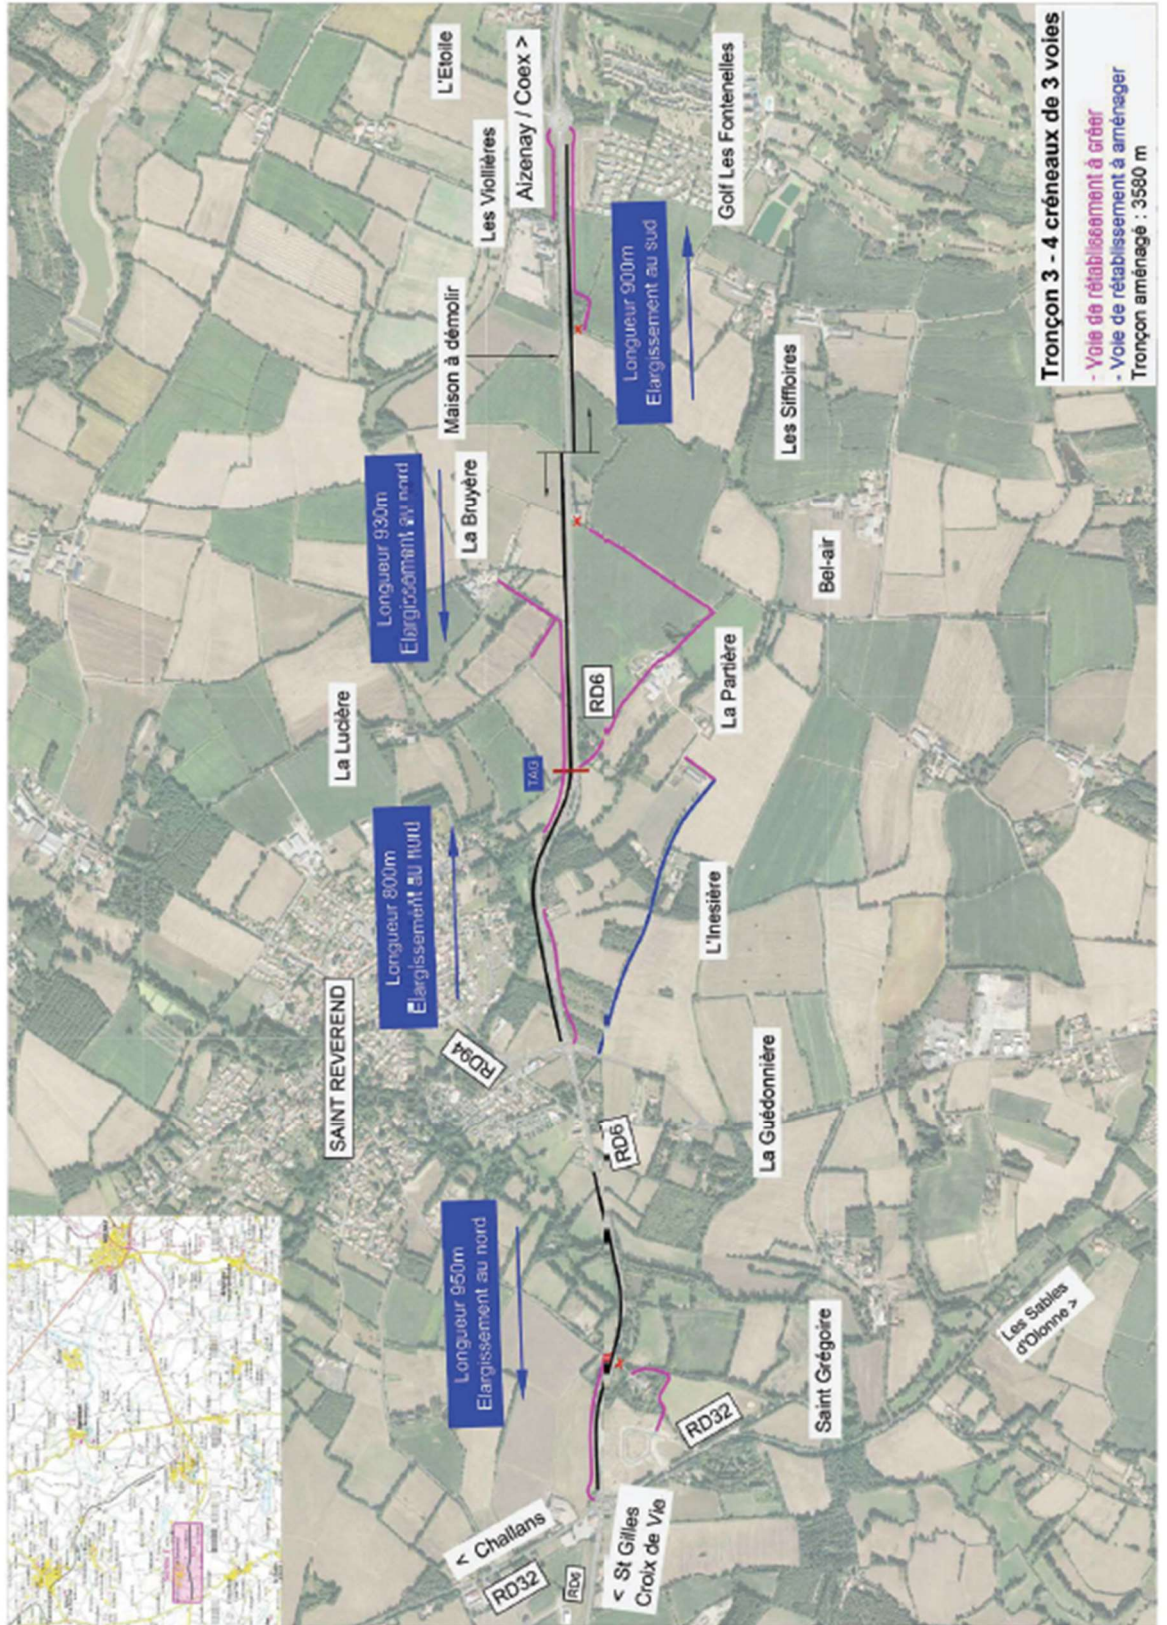 Tronçon 3 - 4 créneaux de 3 voies
- Voie de rétablissement à créer
- Voie de rétablissement à aménager
Tronçon aménagé : 3580 m
L'Etoile
Les Viollières
Aizenay / Coex >
Golf Les Fontenelles
Maison à démolir
Longueur 900m
Elargissement au sud
Les Siffloires
Longueur 930m
Elargissement au nord
La Bruyère
Bel-air
La Lucière
RD6
La Partière
TAG
Longueur 800m
Elargissement au nord
L'Inesière
SAINT REVEREND
RD94
RD6
La Guédonnière
Longueur 950m
Elargissement au nord
Saint Grégoire
Les Sables
d'Olonne >
RD32
< Challans
RD32
RD6
< St Gilles
Croix de Vie